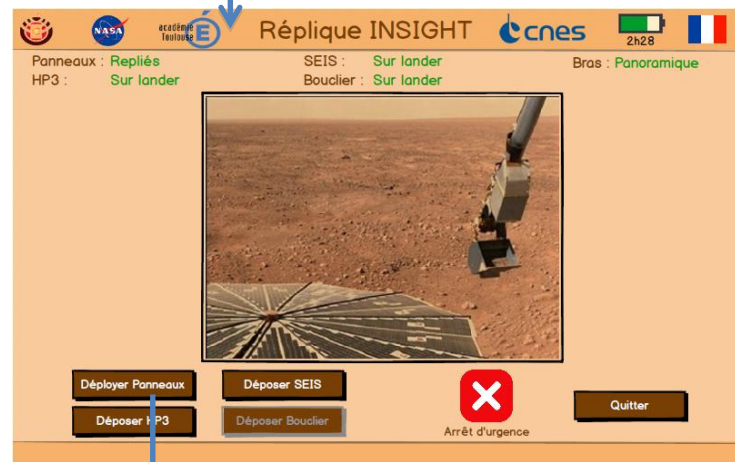 NASA académie Toulouse É Réplique INSIGHT cnes 2h28
Panneaux : Repliés SEIS : Sur lander Bras : Panoramique
HP3 : Sur lander Bouclier : Sur lander
Déployer Panneaux Déposer SEIS
Quitter
Déposer HP3 Déposer Bouclier
Arrêt d'urgence